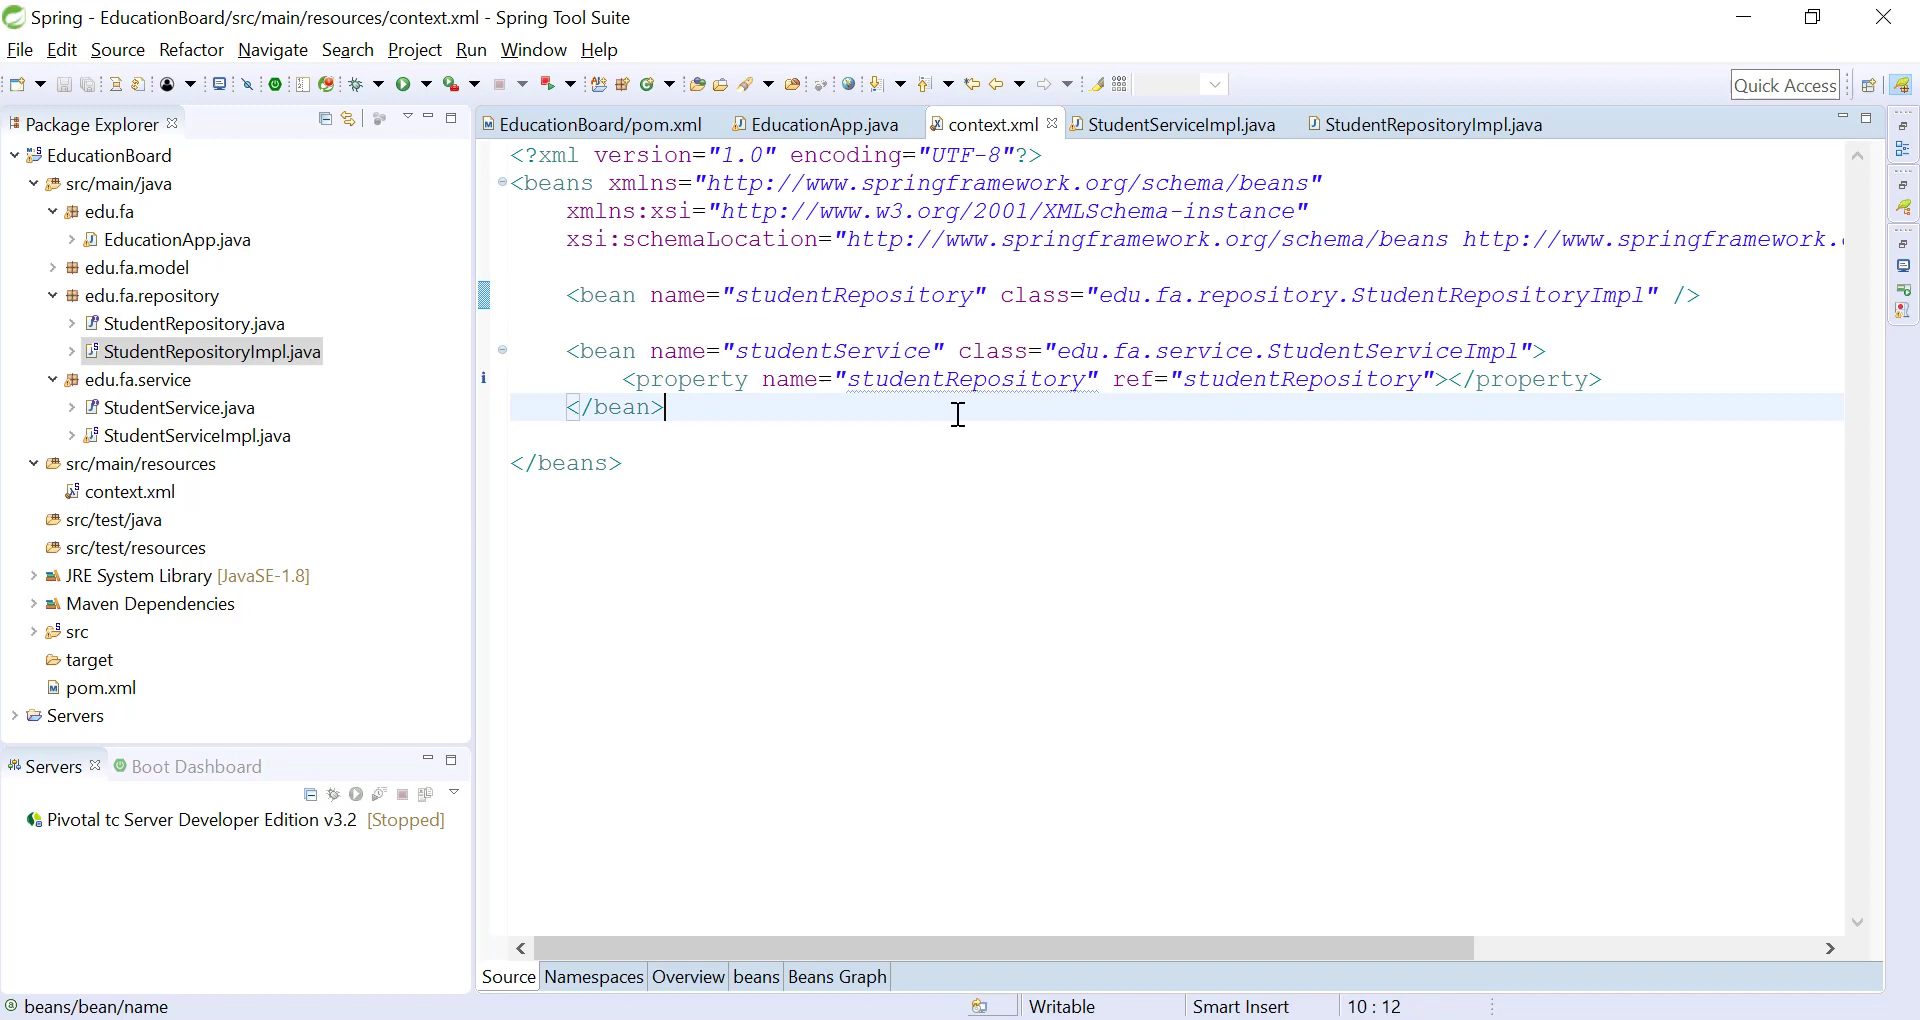 Spring - EducationBoard/src/main/resources/context.xml - Spring Tool Suite
File Edit Source Refactor Navigate Search Project Run Window Help
Quick Access
Package Explorer
EducationBoard
src/main/java
edu.fa
EducationApp.java
edu.fa.model
edu.fa.repository
StudentRepository.java
StudentRepositoryImpl.java
edu.fa.service
StudentService.java
StudentServiceImpl.java
src/main/resources
context.xml
src/test/java
src/test/resources
JRE System Library [JavaSE-1.8]
Maven Dependencies
src
target
pom.xml
Servers
Servers Boot Dashboard
Pivotal tc Server Developer Edition v3.2 [Stopped]
EducationBoard/pom.xml EducationApp.java context.xml StudentServiceImpl.java StudentRepositoryImpl.java
<?xml version="1.0" encoding="UTF-8"?>
<beans xmlns="http://www.springframework.org/schema/beans"
xmlns:xsi="http://www.w3.org/2001/XMLSchema-instance"
xsi:schemaLocation="http://www.springframework.org/schema/beans http://www.springframework.
<bean name="studentRepository" class="edu.fa.repository.StudentRepositoryImpl" />
<bean name="studentService" class="edu.fa.service.StudentServiceImpl">
<property name="studentRepository" ref="studentRepository"></property>
</bean>
</beans>
Source Namespaces Overview beans Beans Graph
beans/bean/name Writable Smart Insert 10 : 12